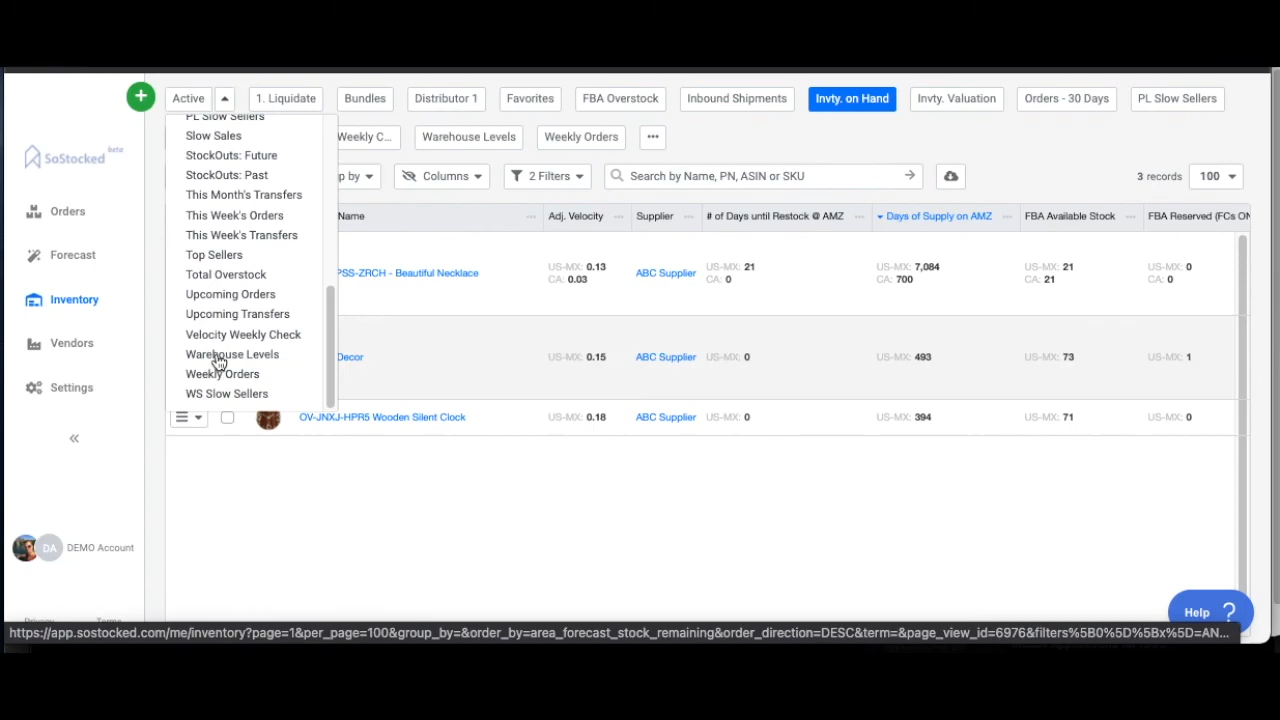 +
Active
1. Liquidate
Bundles
Distributor 1
Favorites
FBA Overstock
Inbound Shipments
Invty. on Hand
Invty. Valuation
Orders - 30 Days
PL Slow Sellers
PL Slow Sellers
Slow Sales
StockOuts: Future
StockOuts: Past
This Month's Transfers
This Week's Orders
This Week's Transfers
Top Sellers
Total Overstock
Upcoming Orders
Upcoming Transfers
Velocity Weekly Check
Warehouse Levels
Weekly Orders
WS Slow Sellers
Weekly C...
Warehouse Levels
Weekly Orders
...
p by
Columns
2 Filters
Search by Name, PN, ASIN or SKU
3 records
100
SoStocked beta
Orders
Forecast
Inventory
Vendors
Settings
«
DA
DEMO Account
Name ... Adj. Velocity ... Supplier ... # of Days until Restock @ AMZ ... Days of Supply on AMZ ... FBA Available Stock ... FBA Reserved (FCs ON
PSS-ZRCH - Beautiful Necklace
US-MX: 0.13
CA: 0.03
ABC Supplier
US-MX: 21
CA: 0
US-MX: 7,084
CA: 700
US-MX: 21
CA: 21
US-MX: 0
CA: 0
Decor
US-MX: 0.15
ABC Supplier
US-MX: 0
US-MX: 493
US-MX: 73
US-MX: 1
OV-JNXJ-HPR5 Wooden Silent Clock
US-MX: 0.18
ABC Supplier
US-MX: 0
US-MX: 394
US-MX: 71
US-MX: 0
Help ?
https://app.sostocked.com/me/inventory?page=1&per_page=100&group_by=&order_by=area_forecast_stock_remaining&order_direction=DESC&term=&page_view_id=6976&filters%5B0%5D%5Bx%5D=AN...